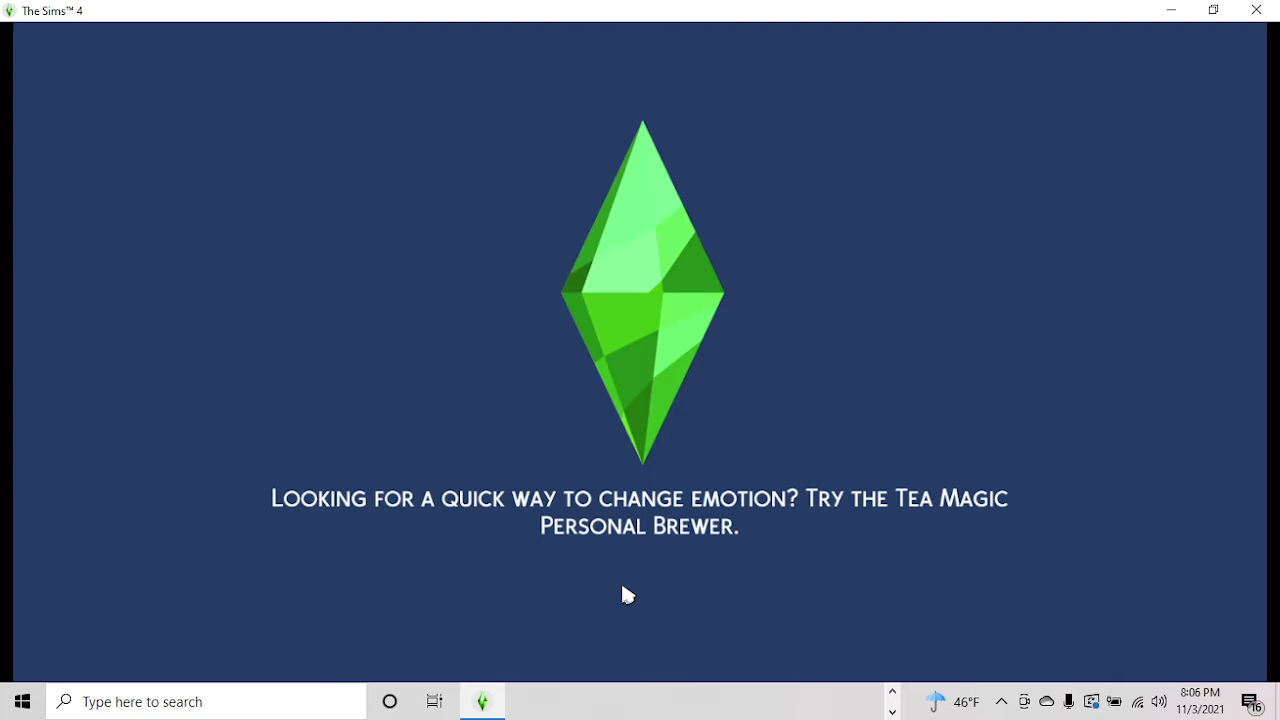 The Sims™ 4
Looking for a quick way to change emotion? Try the Tea Magic
Personal Brewer.
Type here to search
46°F
8:06 PM
11/3/2021
16